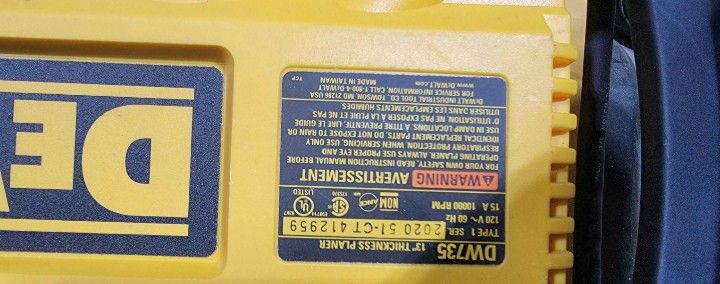 DEW
DW735 13" THICKNESS PLANER
TYPE 1 SER. 2020 51-CT 412959
120V~ 60 Hz
15 A 10000 RPM
NOM ANCE
LISTED
⚠WARNING AVERTISSEMENT
FOR YOUR OWN SAFETY, READ INSTRUCTION MANUAL BEFORE
OPERATING PLANER. ALWAYS USE PROPER EYE AND
RESPIRATORY PROTECTION. WHEN SERVICING, USE ONLY
IDENTICAL REPLACEMENT PARTS. DO NOT EXPOSE TO RAIN OR
USE IN DAMP LOCATIONS. À TITRE PRÉVENTIF, LIRE LE GUIDE
D'UTILISATION. NE PAS EXPOSER À LA PLUIE ET NE PAS
UTILISER DANS LES EMPLACEMENTS HUMIDES.
DEWALT INDUSTRIAL TOOL CO., TOWSON, MD 21286 USA
FOR SERVICE INFORMATION, CALL 1-800-4-DEWALT
www.DEWALT.com MADE IN TAIWAN
TCP